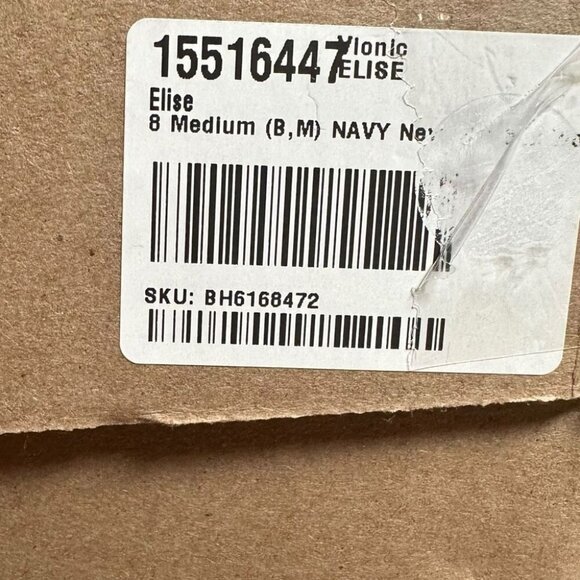 15516447 Vionic
ELISE
Elise
8 Medium (B,M) NAVY
SKU: BH6168472